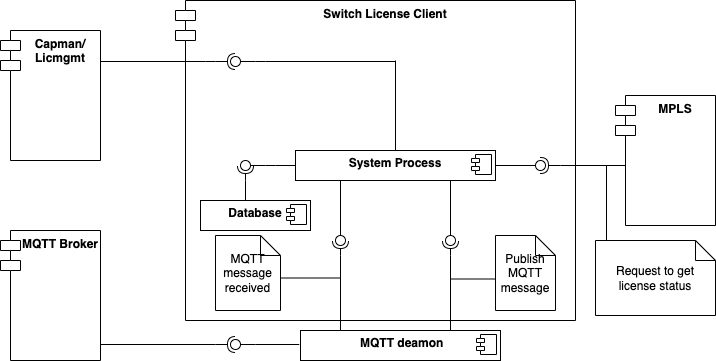 Switch License Client
Capman/
Licmgmt
MPLS
System Process
Database
MQTT Broker
MQTT
message
received
Publish
MQTT
message
Request to get
license status
MQTT deamon